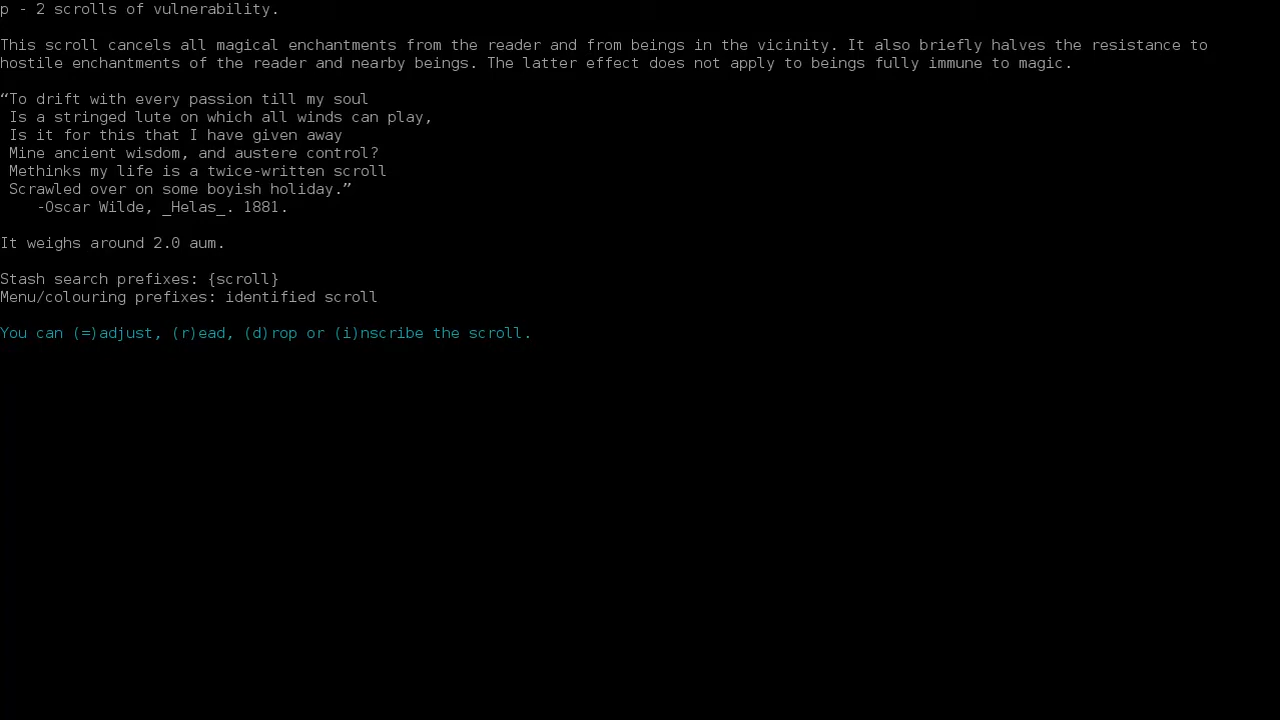 p - 2 scrolls of vulnerability.
This scroll cancels all magical enchantments from the reader and from beings in the vicinity. It also briefly halves the resistance to
hostile enchantments of the reader and nearby beings. The latter effect does not apply to beings fully immune to magic.
“To drift with every passion till my soul
Is a stringed lute on which all winds can play,
Is it for this that I have given away
Mine ancient wisdom, and austere control?
Methinks my life is a twice-written scroll
Scrawled over on some boyish holiday.”
-Oscar Wilde, _Helas_. 1881.
It weighs around 2.0 aum.
Stash search prefixes: {scroll}
Menu/colouring prefixes: identified scroll
You can (=)adjust, (r)ead, (d)rop or (i)nscribe the scroll.